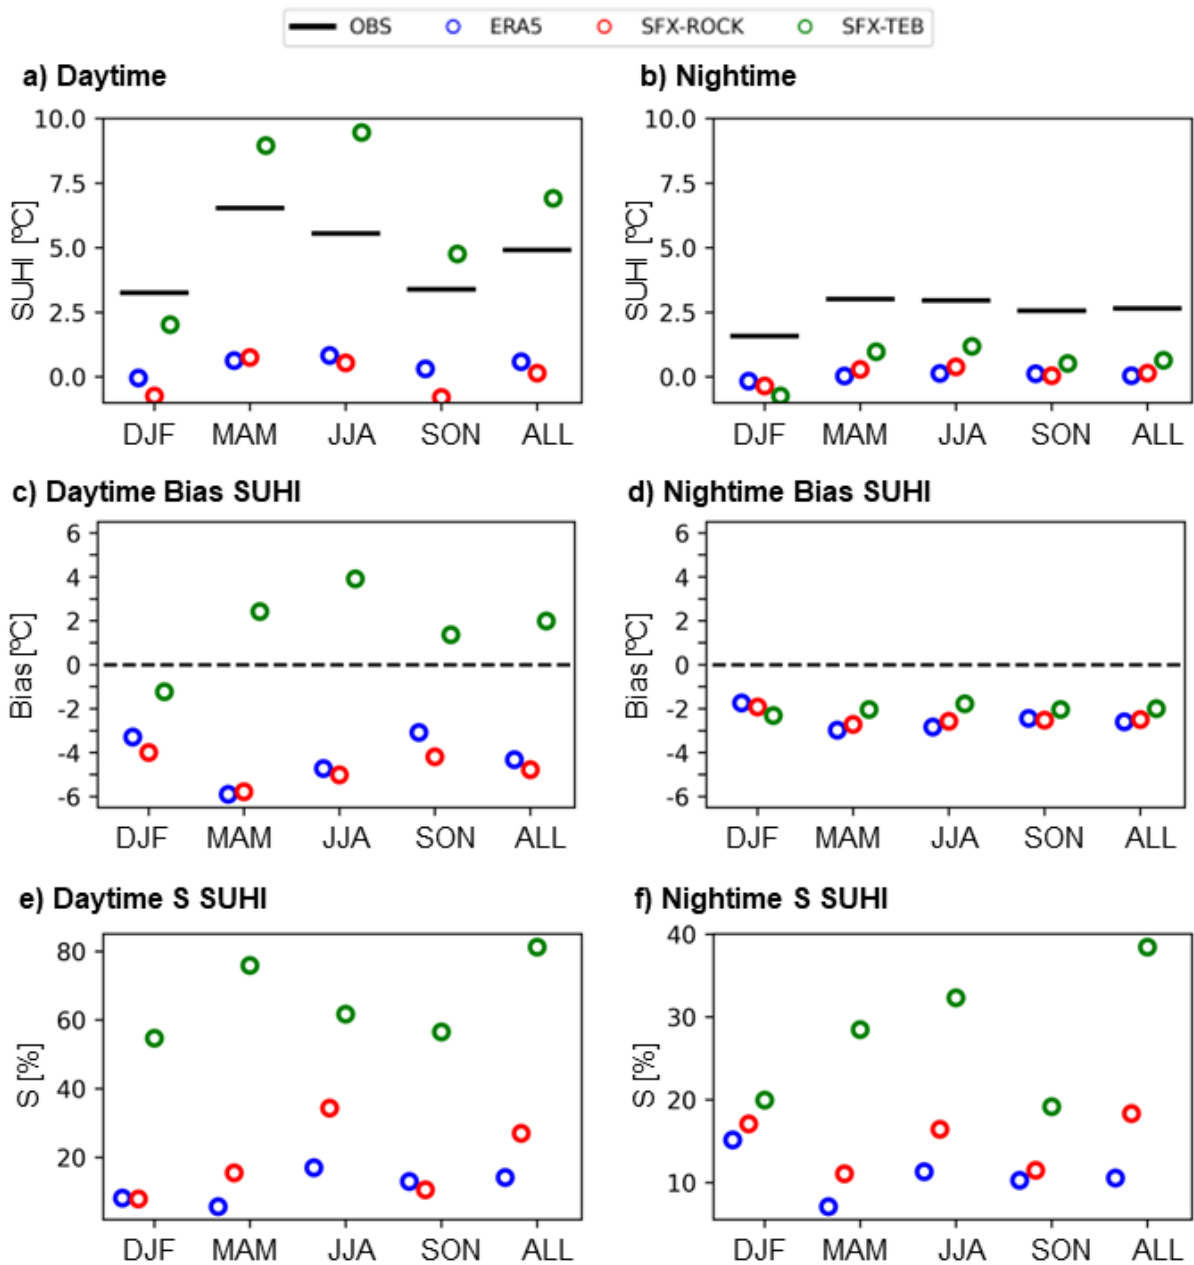 OBS ERA5 SFX-ROCK SFX-TEB
a) Daytime
b) Nightime
SUHI [ºC]
10.0
7.5
5.0
2.5
0.0
DJF MAM JJA SON ALL
SUHI [ºC]
10.0
7.5
5.0
2.5
0.0
DJF MAM JJA SON ALL
c) Daytime Bias SUHI
d) Nightime Bias SUHI
Bias [ºC]
6
4
2
0
-2
-4
-6
DJF MAM JJA SON ALL
Bias [ºC]
6
4
2
0
-2
-4
-6
DJF MAM JJA SON ALL
e) Daytime S SUHI
f) Nightime S SUHI
S [%]
80
60
40
20
DJF MAM JJA SON ALL
S [%]
40
30
20
10
DJF MAM JJA SON ALL